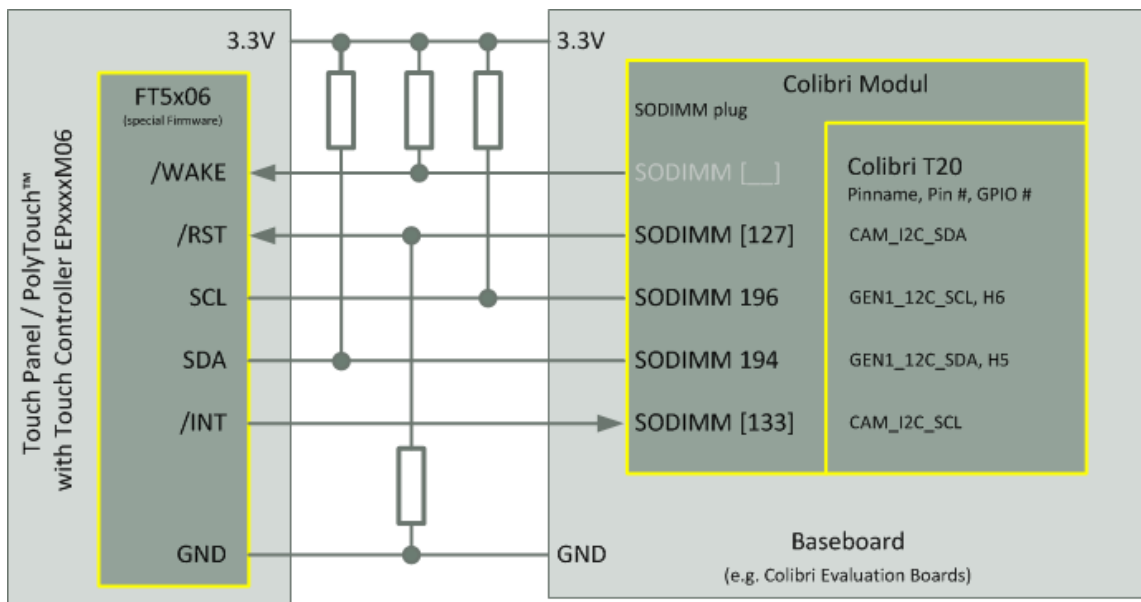 Touch Panel / PolyTouch™
with Touch Controller EPxxxxM06
3.3V
FT5x06
(special Firmware)
/WAKE
/RST
SCL
SDA
/INT
GND
3.3V
Colibri Modul
SODIMM plug
Colibri T20
Pinname, Pin #, GPIO #
SODIMM [__]
SODIMM [127]
CAM_I2C_SDA
SODIMM 196
GEN1_12C_SCL, H6
SODIMM 194
GEN1_12C_SDA, H5
SODIMM [133]
CAM_I2C_SCL
GND
Baseboard
(e.g. Colibri Evaluation Boards)